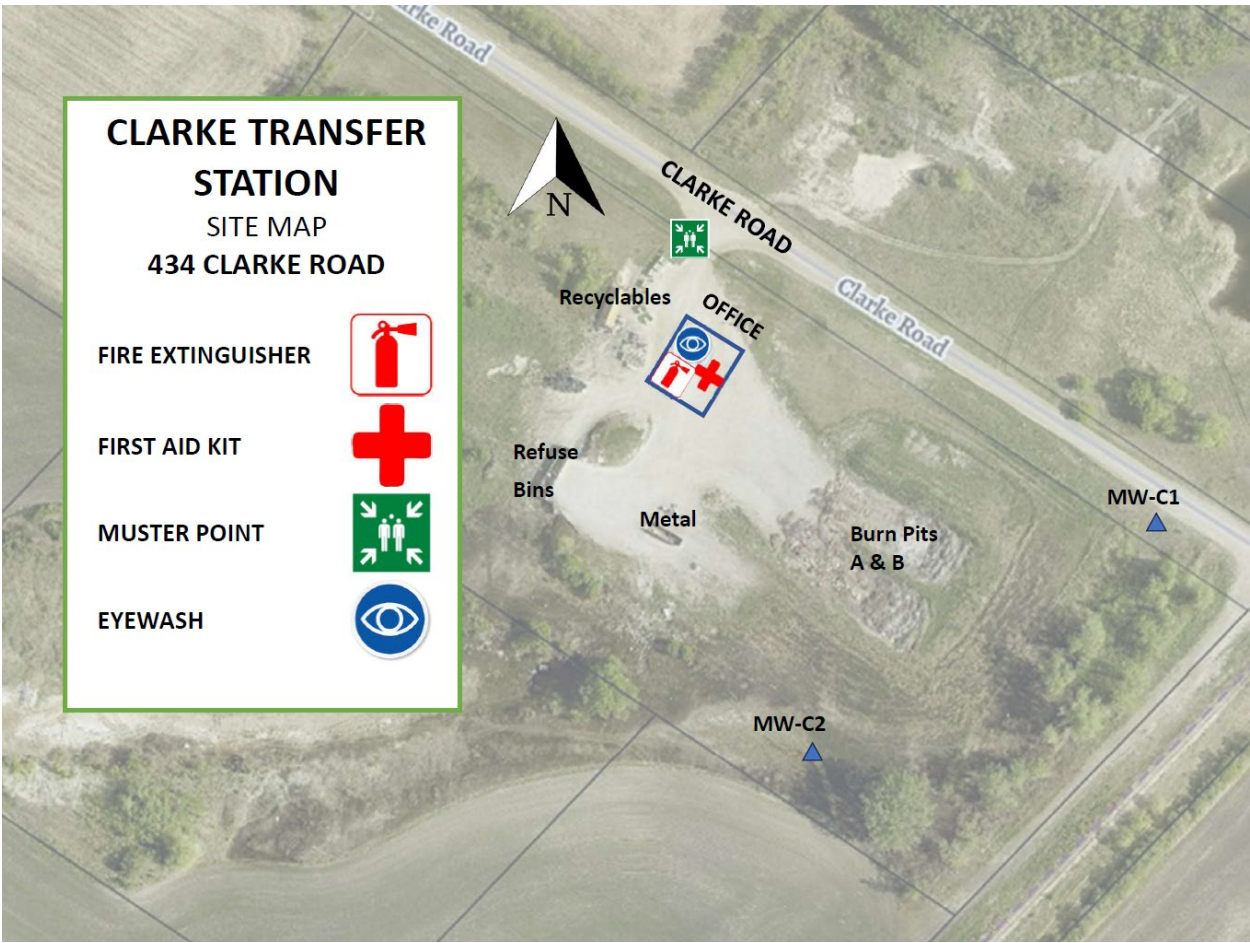 Clarke Road
CLARKE TRANSFER
STATION
SITE MAP
434 CLARKE ROAD
FIRE EXTINGUISHER
FIRST AID KIT
MUSTER POINT
EYEWASH
N
CLARKE ROAD
Clarke Road
Recyclables
OFFICE
Refuse
Bins
Metal
Burn Pits
A & B
MW-C1
MW-C2